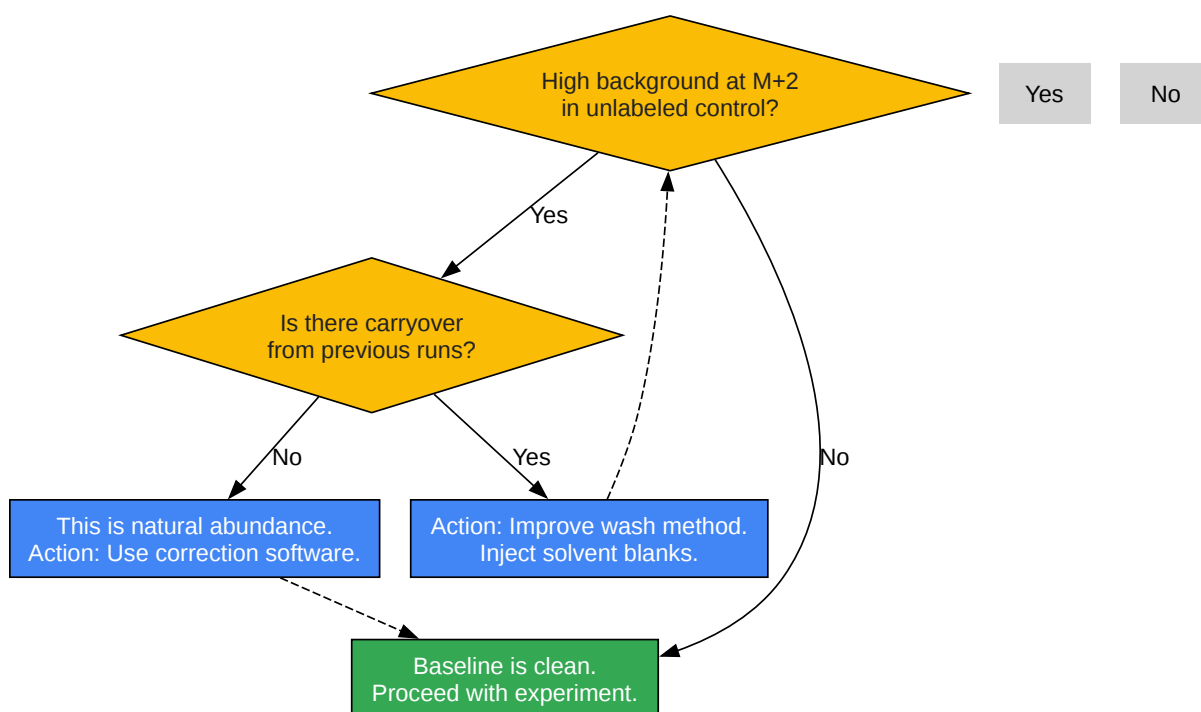 High background at M+2
in unlabeled control?
Yes
No
Yes
Is there carryover
from previous runs?
No
Yes
No
This is natural abundance.
Action: Use correction software.
Action: Improve wash method.
Inject solvent blanks.
Baseline is clean.
Proceed with experiment.